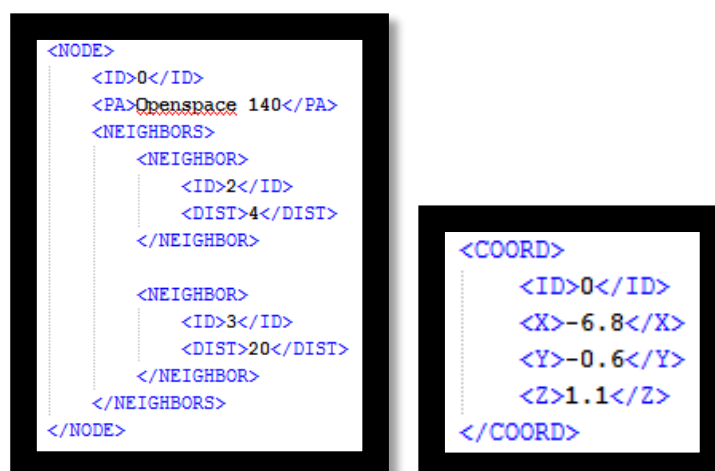 <NODE>
<ID>0</ID>
<PA>Openspace 140</PA>
<NEIGHBORS>
<NEIGHBOR>
<ID>2</ID>
<DIST>4</DIST>
</NEIGHBOR>
<NEIGHBOR>
<ID>3</ID>
<DIST>20</DIST>
</NEIGHBOR>
</NEIGHBORS>
</NODE>
<COORD>
<ID>0</ID>
<X>-6.8</X>
<Y>-0.6</Y>
<Z>1.1</Z>
</COORD>